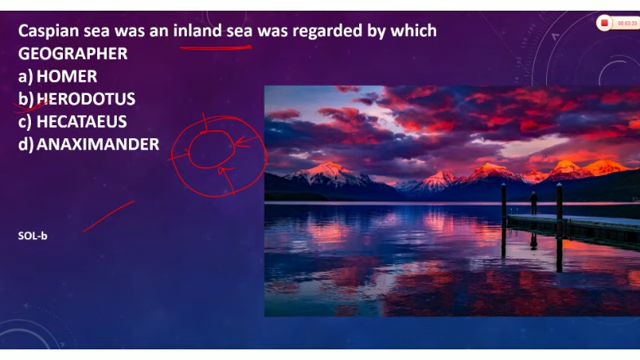 Caspian sea was an inland sea was regarded by which
GEOGRAPHER
a) HOMER
b) HERODOTUS
c) HECATAEUS
d) ANAXIMANDER
SOL-b